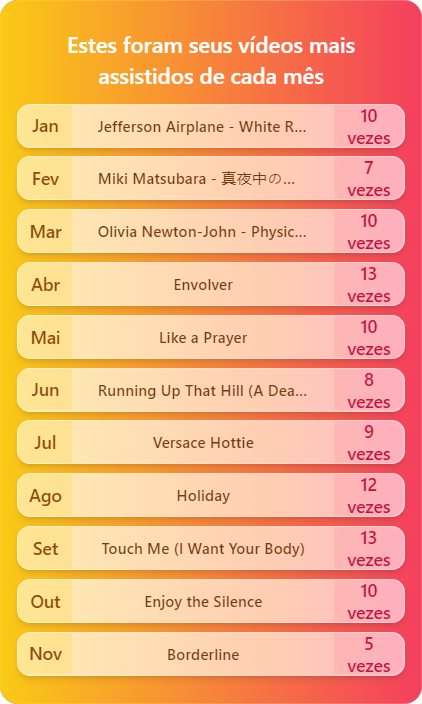 Estes foram seus vídeos mais
assistidos de cada mês
Jan Jefferson Airplane - White R... 10 vezes
Fev Miki Matsubara - 真夜中の... 7 vezes
Mar Olivia Newton-John - Physic... 10 vezes
Abr Envolver 13 vezes
Mai Like a Prayer 10 vezes
Jun Running Up That Hill (A Dea... 8 vezes
Jul Versace Hottie 9 vezes
Ago Holiday 12 vezes
Set Touch Me (I Want Your Body) 13 vezes
Out Enjoy the Silence 10 vezes
Nov Borderline 5 vezes